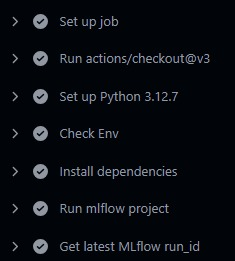 Set up job
Run actions/checkout@v3
Set up Python 3.12.7
Check Env
Install dependencies
Run mlflow project
Get latest MLflow run_id